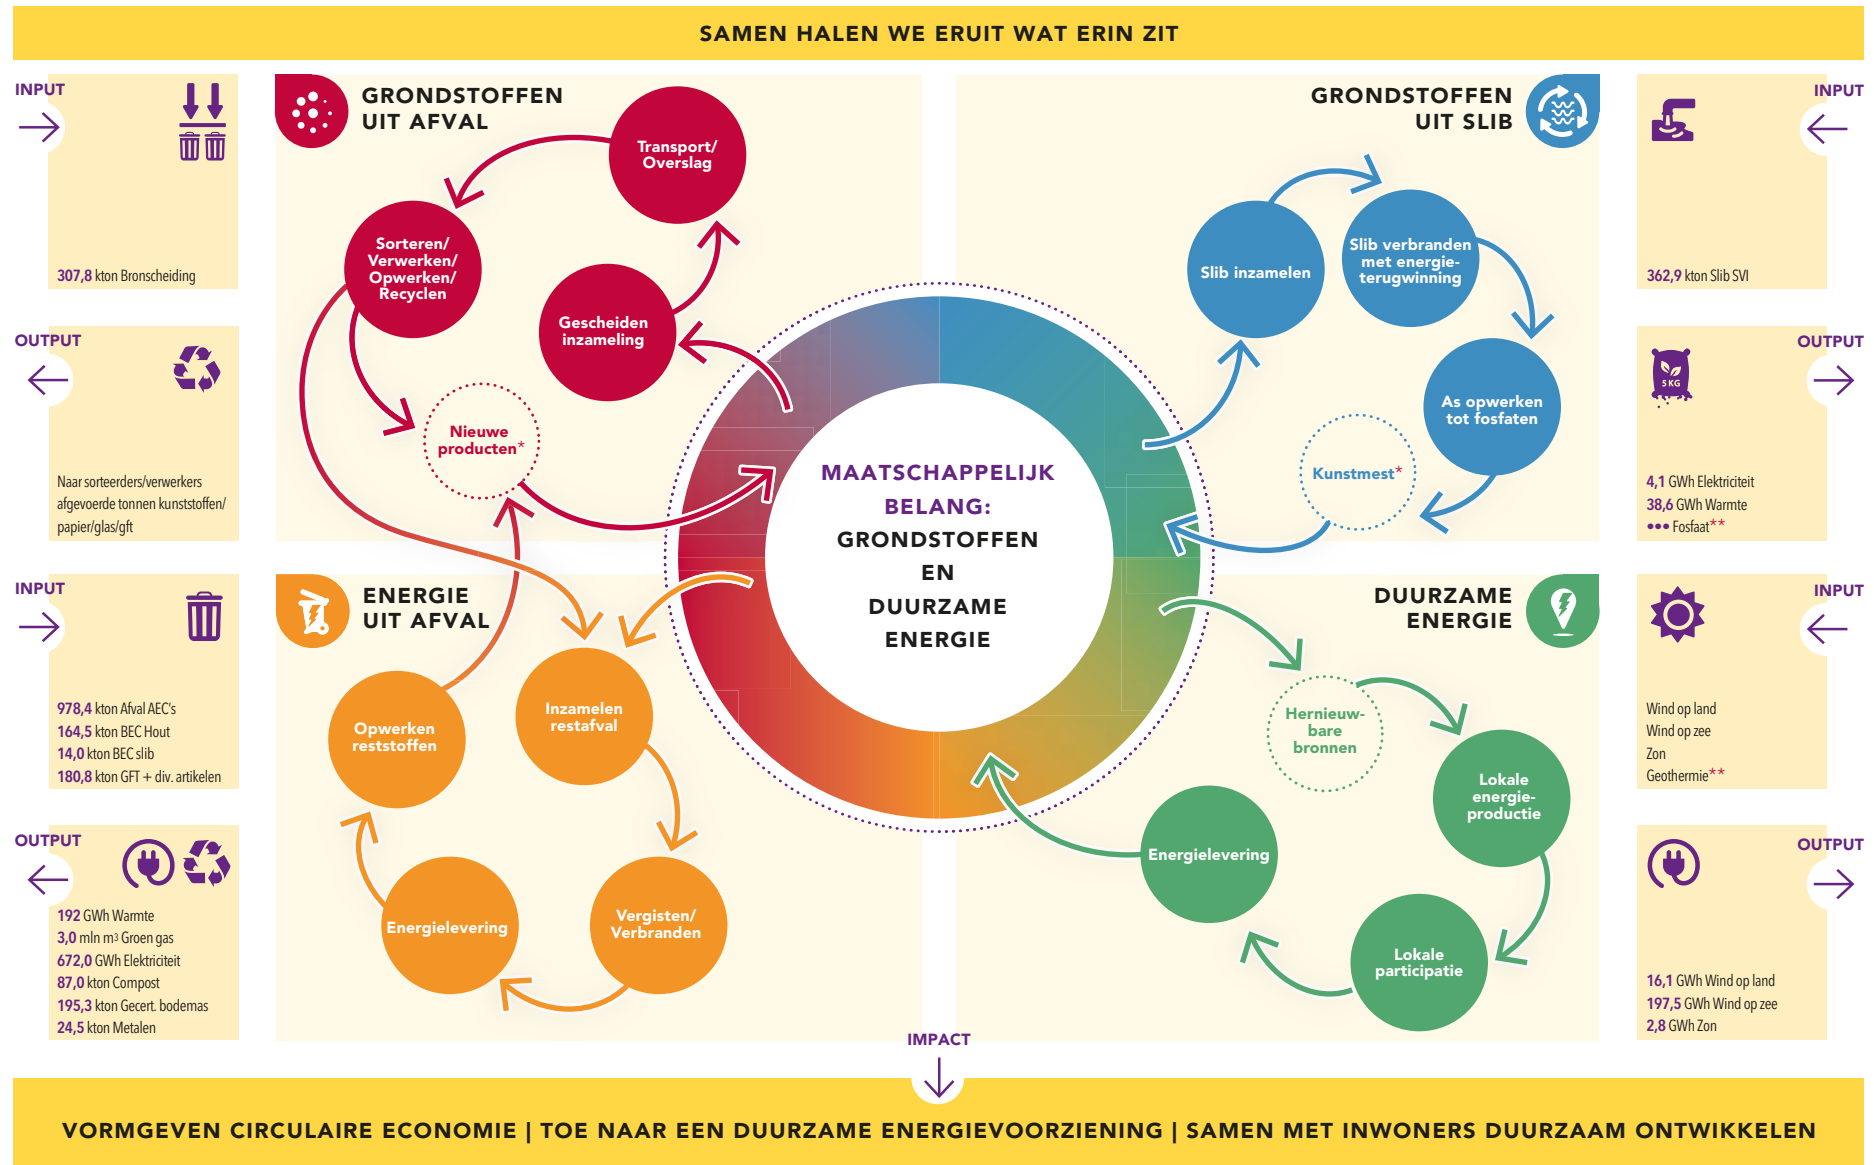 SAMEN HALEN WE ERUIT WAT ERIN ZIT
INPUT
307,8 kton Bronscheiding
OUTPUT
Naar sorteerders/verwerkers
afgevoerde tonnen kunststoffen/
papier/glas/gft
GRONDSTOFFEN
UIT AFVAL
Transport/
Overslag
Sorteren/
Verwerken/
Opwerken/
Recyclen
Gescheiden
inzameling
Nieuwe
producten*
GRONDSTOFFEN
UIT SLIB
Slib inzamelen
Slib verbranden
met energie-
terugwinning
As opwerken
tot fosfaten
Kunstmest*
INPUT
362,9 kton Slib SVI
OUTPUT
5 KG
4,1 GWh Elektriciteit
38,6 GWh Warmte
••• Fosfaat**
MAATSCHAPPELIJK
BELANG:
GRONDSTOFFEN
EN
DUURZAME
ENERGIE
INPUT
978,4 kton Afval AEC's
164,5 kton BEC Hout
14,0 kton BEC slib
180,8 kton GFT + div. artikelen
OUTPUT
192 GWh Warmte
3,0 mln m³ Groen gas
672,0 GWh Elektriciteit
87,0 kton Compost
195,3 kton Gecert. bodemas
24,5 kton Metalen
ENERGIE
UIT AFVAL
Inzamelen
restafval
Opwerken
reststoffen
Energielevering
Vergisten/
Verbranden
DUURZAME
ENERGIE
Hernieuw-
bare
bronnen
Lokale
energie-
productie
Energielevering
Lokale
participatie
INPUT
Wind op land
Wind op zee
Zon
Geothermie**
OUTPUT
16,1 GWh Wind op land
197,5 GWh Wind op zee
2,8 GWh Zon
IMPACT
VORMGEVEN CIRCULAIRE ECONOMIE | TOE NAAR EEN DUURZAME ENERGIEVOORZIENING | SAMEN MET INWONERS DUURZAAM ONTWIKKELEN